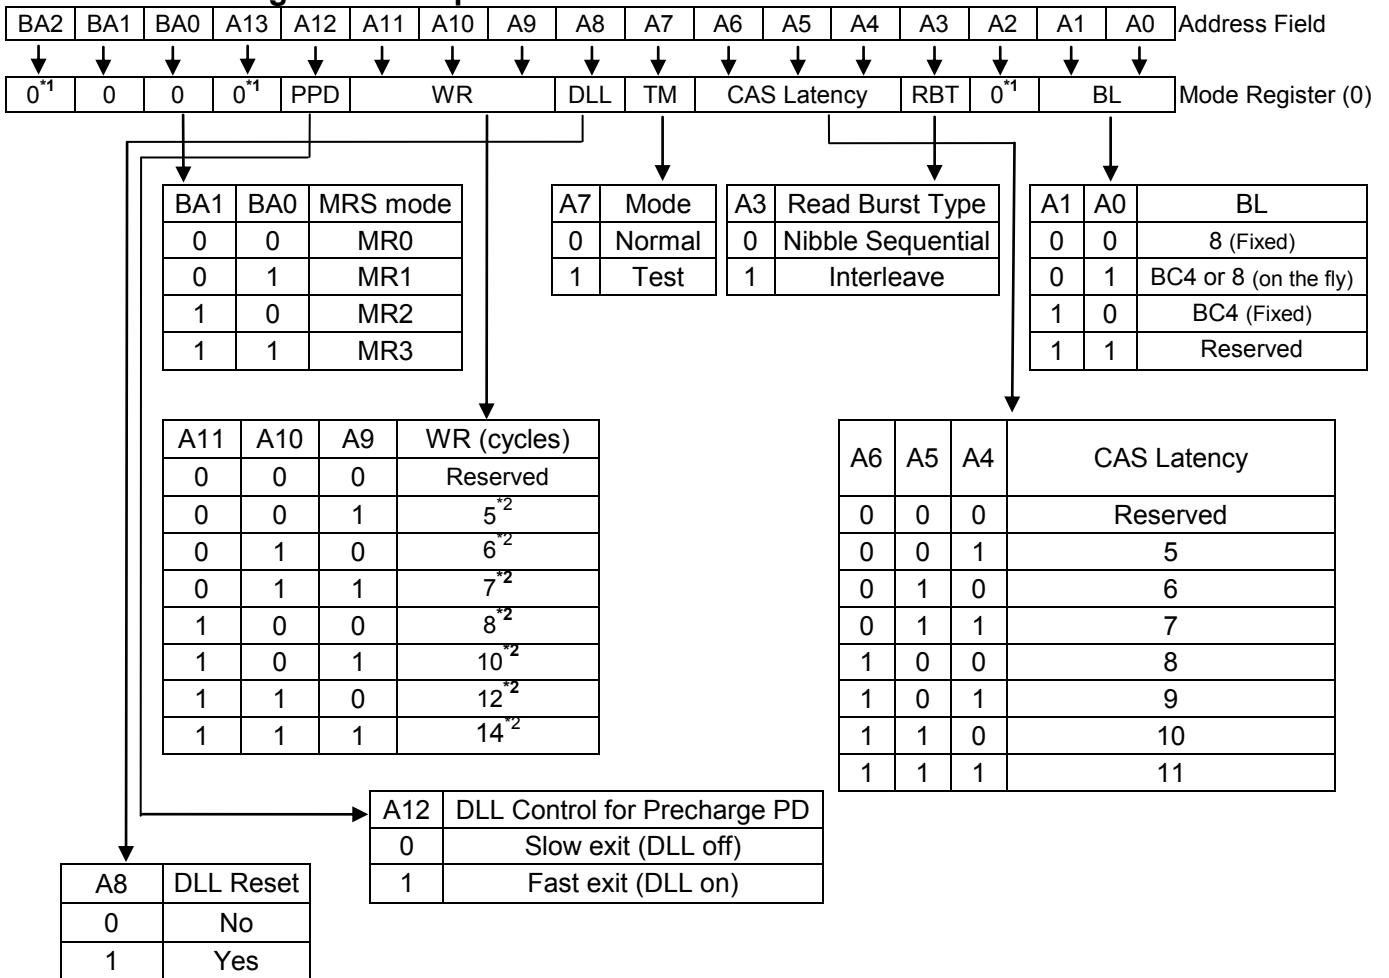 BA2 BA1 BA0 A13 A12 A11 A10 A9 A8 A7 A6 A5 A4 A3 A2 A1 A0 Address Field
0*1 0 0 0*1 PPD WR DLL TM CAS Latency RBT 0*1 BL Mode Register (0)
BA1 BA0 MRS mode
0 0 MR0
0 1 MR1
1 0 MR2
1 1 MR3
A7 Mode
0 Normal
1 Test
A3 Read Burst Type
0 Nibble Sequential
1 Interleave
A1 A0 BL
0 0 8 (Fixed)
0 1 BC4 or 8 (on the fly)
1 0 BC4 (Fixed)
1 1 Reserved
A11 A10 A9 WR (cycles)
0 0 0 Reserved
0 0 1 5*2
0 1 0 6*2
0 1 1 7*2
1 0 0 8*2
1 0 1 10*2
1 1 0 12*2
1 1 1 14*2
A6 A5 A4 CAS Latency
0 0 0 Reserved
0 0 1 5
0 1 0 6
0 1 1 7
1 0 0 8
1 0 1 9
1 1 0 10
1 1 1 11
A12 DLL Control for Precharge PD
0 Slow exit (DLL off)
1 Fast exit (DLL on)
A8 DLL Reset
0 No
1 Yes